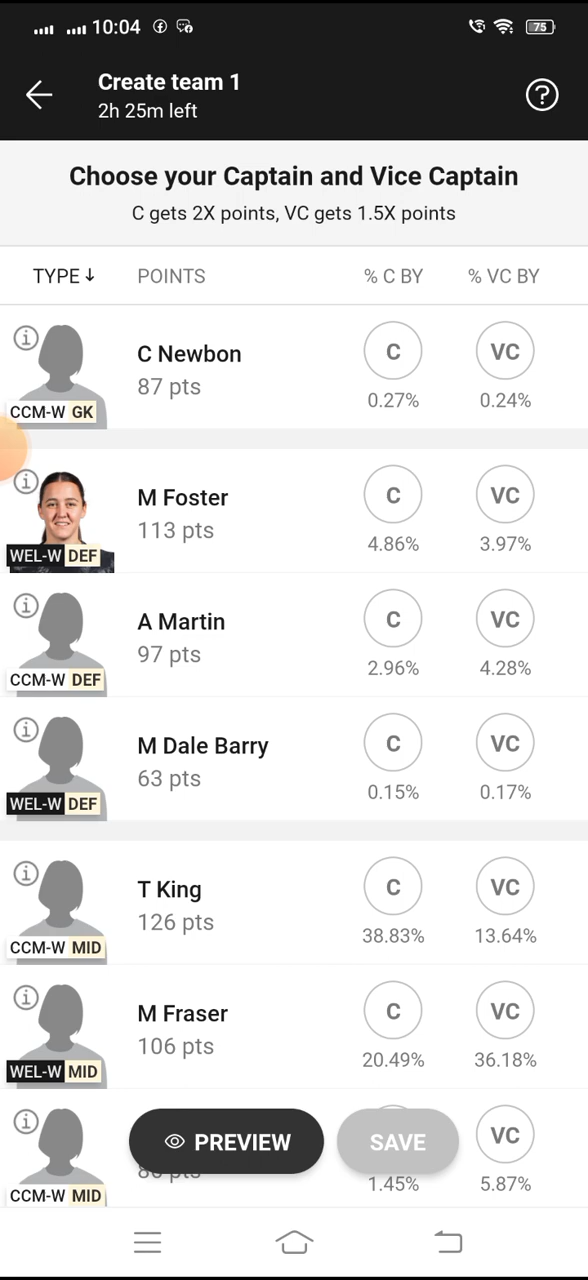 10:04
75
Create team 1
2h 25m left
?
Choose your Captain and Vice Captain
C gets 2X points, VC gets 1.5X points
TYPE↓ POINTS % C BY % VC BY
i
C Newbon C VC
87 pts
CCM-W GK 0.27% 0.24%
i
M Foster C VC
113 pts
WEL-W DEF 4.86% 3.97%
i
A Martin C VC
97 pts
CCM-W DEF 2.96% 4.28%
i
M Dale Barry C VC
63 pts
WEL-W DEF 0.15% 0.17%
i
T King C VC
126 pts
CCM-W MID 38.83% 13.64%
i
M Fraser C VC
106 pts
WEL-W MID 20.49% 36.18%
i
PREVIEW SAVE VC
CCM-W MID 1.45% 5.87%